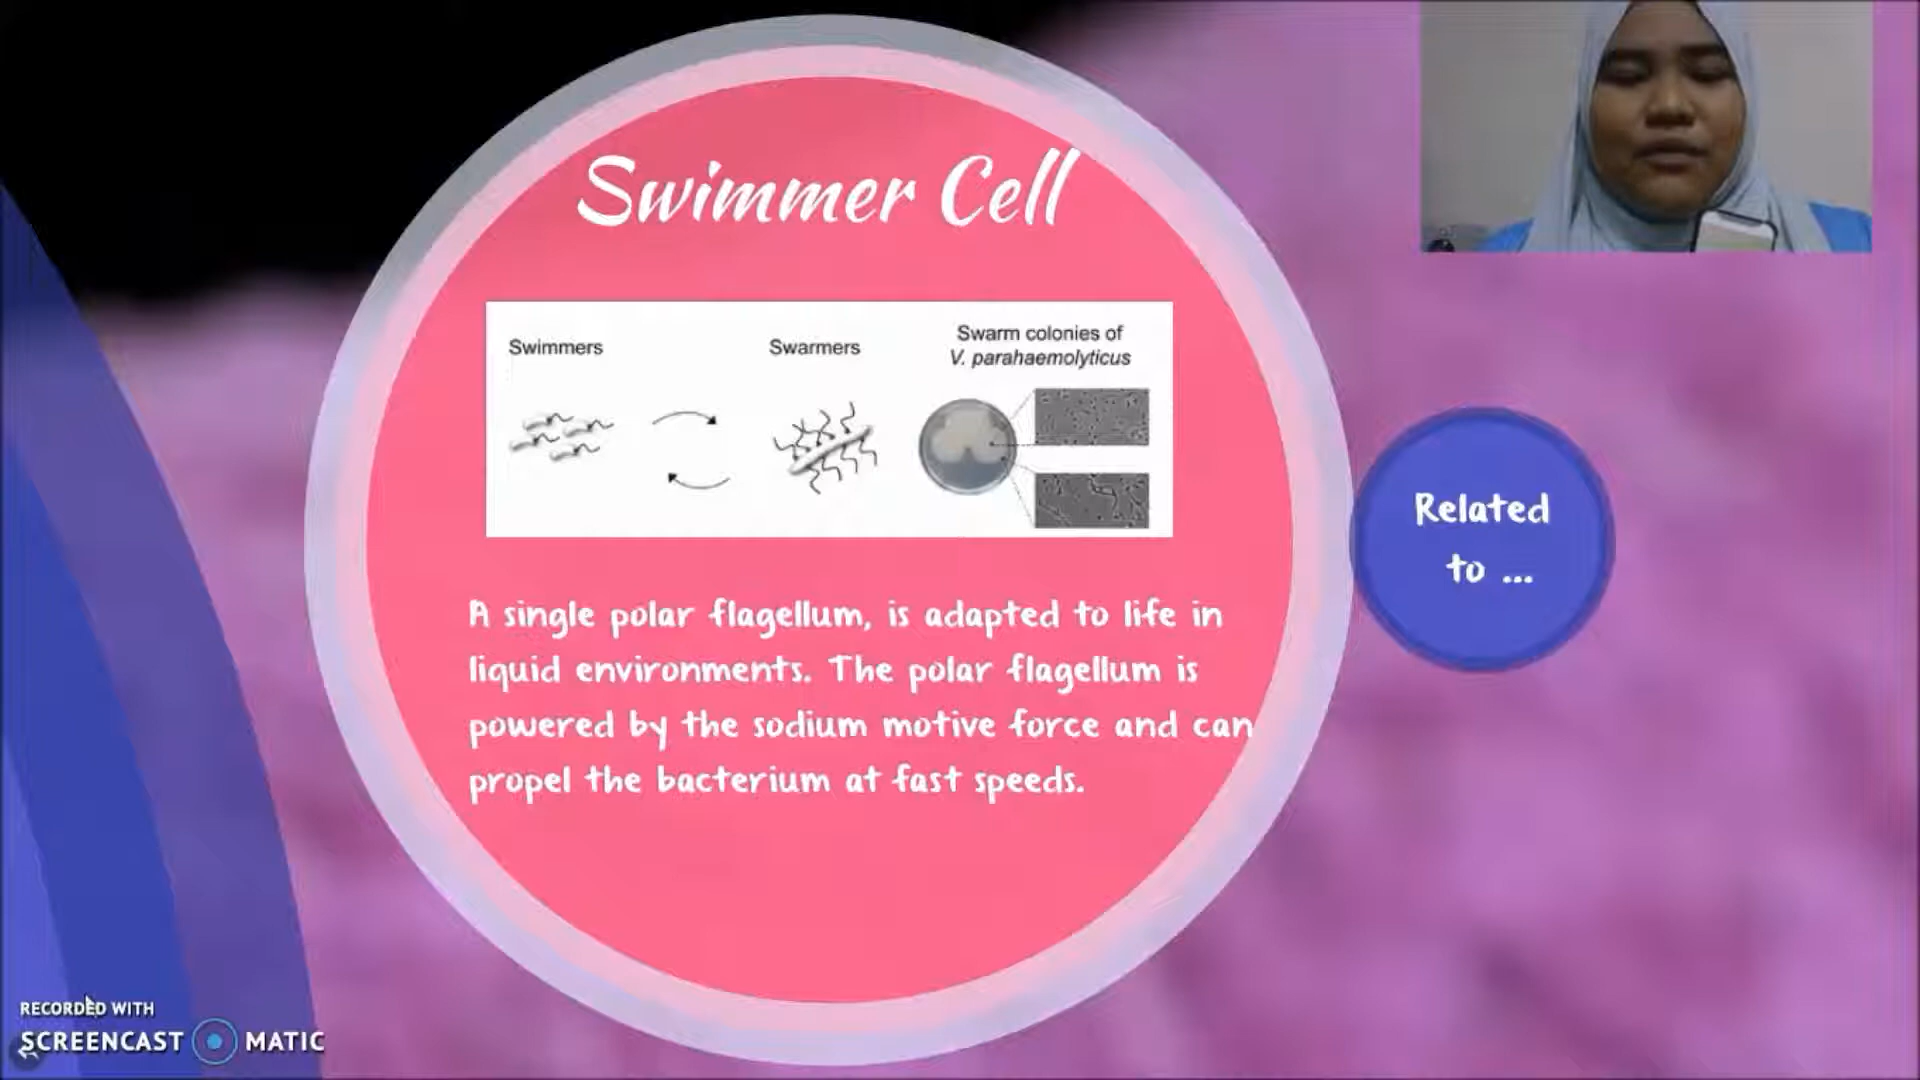 Swimmer Cell
Swimmers
Swarmers
Swarm colonies of
V. parahaemolyticus
A single polar flagellum, is adapted to life in
liquid environments. The polar flagellum is
powered by the sodium motive force and can
propel the bacterium at fast speeds.
Related
to ...
RECORDED WITH
SCREENCAST MATIC